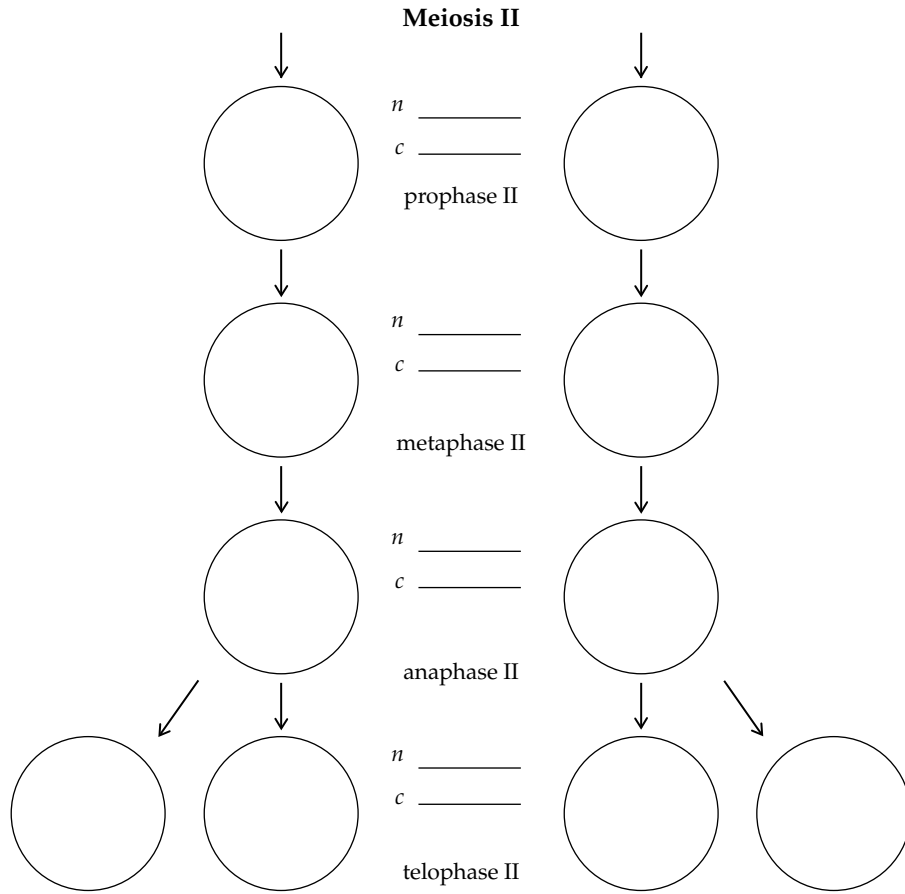 Meiosis II
n
c
prophase II
n
c
metaphase II
n
c
anaphase II
n
c
telophase II